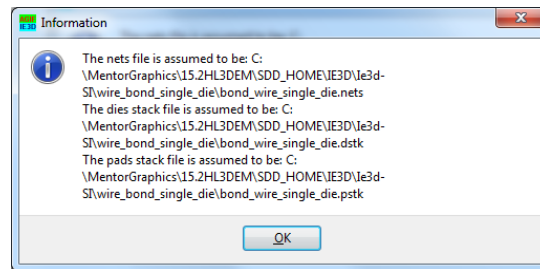 AGIF
IE3D
Information
X
The nets file is assumed to be: C:
\MentorGraphics\15.2HL3DEM\SDD_HOME\IE3D\Ie3d-
SI\wire_bond_single_die\bond_wire_single_die.nets
The dies stack file is assumed to be: C:
\MentorGraphics\15.2HL3DEM\SDD_HOME\IE3D\Ie3d-
SI\wire_bond_single_die\bond_wire_single_die.dstk
The pads stack file is assumed to be: C:
\MentorGraphics\15.2HL3DEM\SDD_HOME\IE3D\Ie3d-
SI\wire_bond_single_die\bond_wire_single_die.pstk
OK